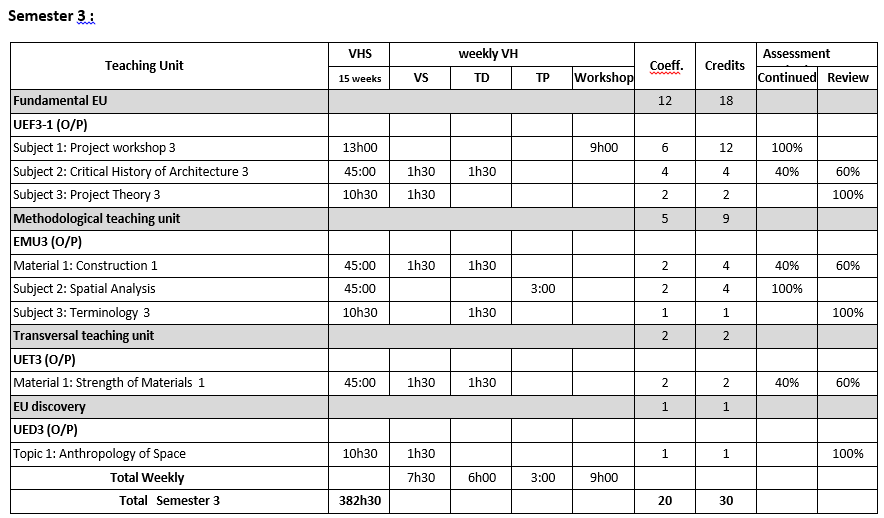 Semester 3 :
Teaching Unit VHS weekly VH Coeff. Credits Assessment
15 weeks VS TD TP Workshop Continued Review
Fundamental EU 12 18
UEF3-1 (O/P)
Subject 1: Project workshop 3 13h00 9h00 6 12 100%
Subject 2: Critical History of Architecture 3 45:00 1h30 1h30 4 4 40% 60%
Subject 3: Project Theory 3 10h30 1h30 2 2 100%
Methodological teaching unit 5 9
EMU3 (O/P)
Material 1: Construction 1 45:00 1h30 1h30 2 4 40% 60%
Subject 2: Spatial Analysis 45:00 3:00 2 4 100%
Subject 3: Terminology 3 10h30 1h30 1 1 100%
Transversal teaching unit 2 2
UET3 (O/P)
Material 1: Strength of Materials 1 45:00 1h30 1h30 2 2 40% 60%
EU discovery 1 1
UED3 (O/P)
Topic 1: Anthropology of Space 10h30 1h30 1 1 100%
Total Weekly 7h30 6h00 3:00 9h00
Total Semester 3 382h30 20 30